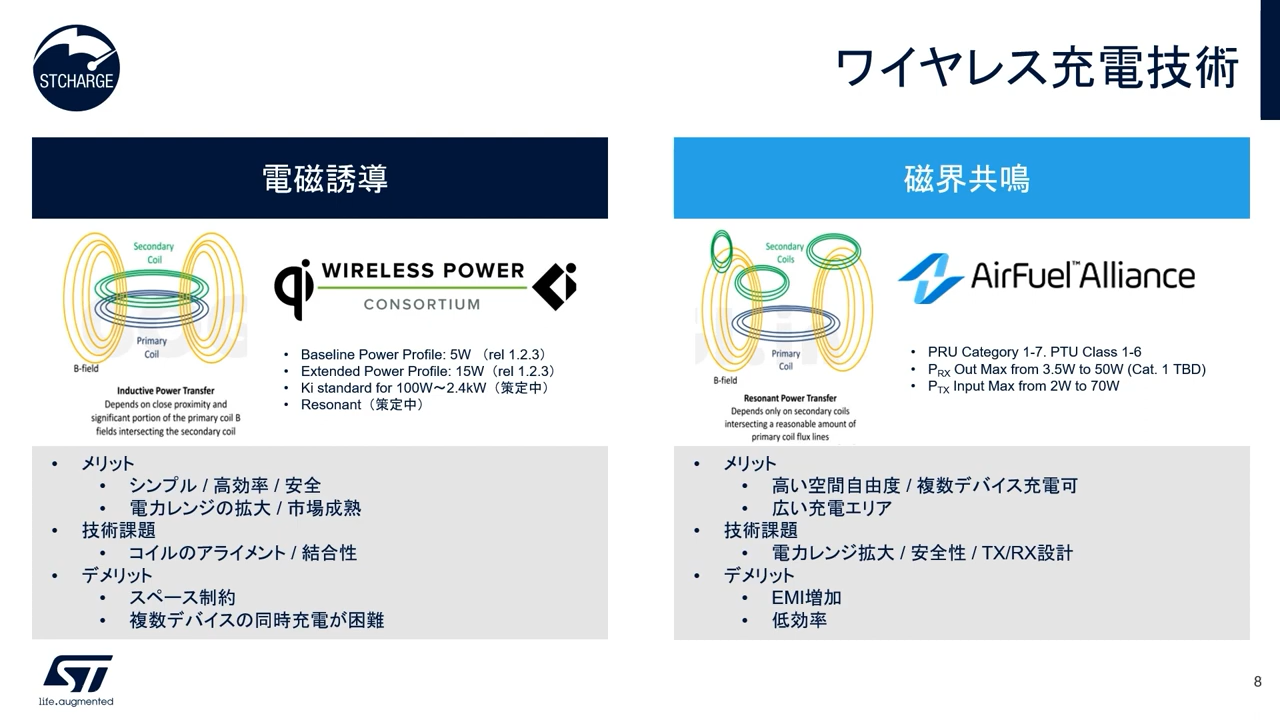 STCHARGE
ワイヤレス充電技術
電磁誘導
Secondary
Coil
Primary
Coil
B-field
Inductive Power Transfer
Depends on close proximity and
significant portion of the primary coil B
fields intersecting the secondary coil
qi WIRELESS POWER Ki
CONSORTIUM
• Baseline Power Profile: 5W （rel 1.2.3）
• Extended Power Profile: 15W（rel 1.2.3）
• Ki standard for 100W～2.4kW（策定中）
• Resonant（策定中）
• メリット
• シンプル / 高効率 / 安全
• 電力レンジの拡大 / 市場成熟
• 技術課題
• コイルのアライメント / 結合性
• デメリット
• スペース制約
• 複数デバイスの同時充電が困難
磁界共鳴
Secondary
Coils
Primary
Coil
B-field
Resonant Power Transfer
Depends only on secondary coils
intersecting a reasonable amount of
primary coil flux lines
AirFuel™Alliance
• PRU Category 1-7. PTU Class 1-6
• PRX Out Max from 3.5W to 50W (Cat. 1 TBD)
• PTX Input Max from 2W to 70W
• メリット
• 高い空間自由度 / 複数デバイス充電可
• 広い充電エリア
• 技術課題
• 電力レンジ拡大 / 安全性 / TX/RX設計
• デメリット
• EMI増加
• 低効率
ST
life.augmented
8